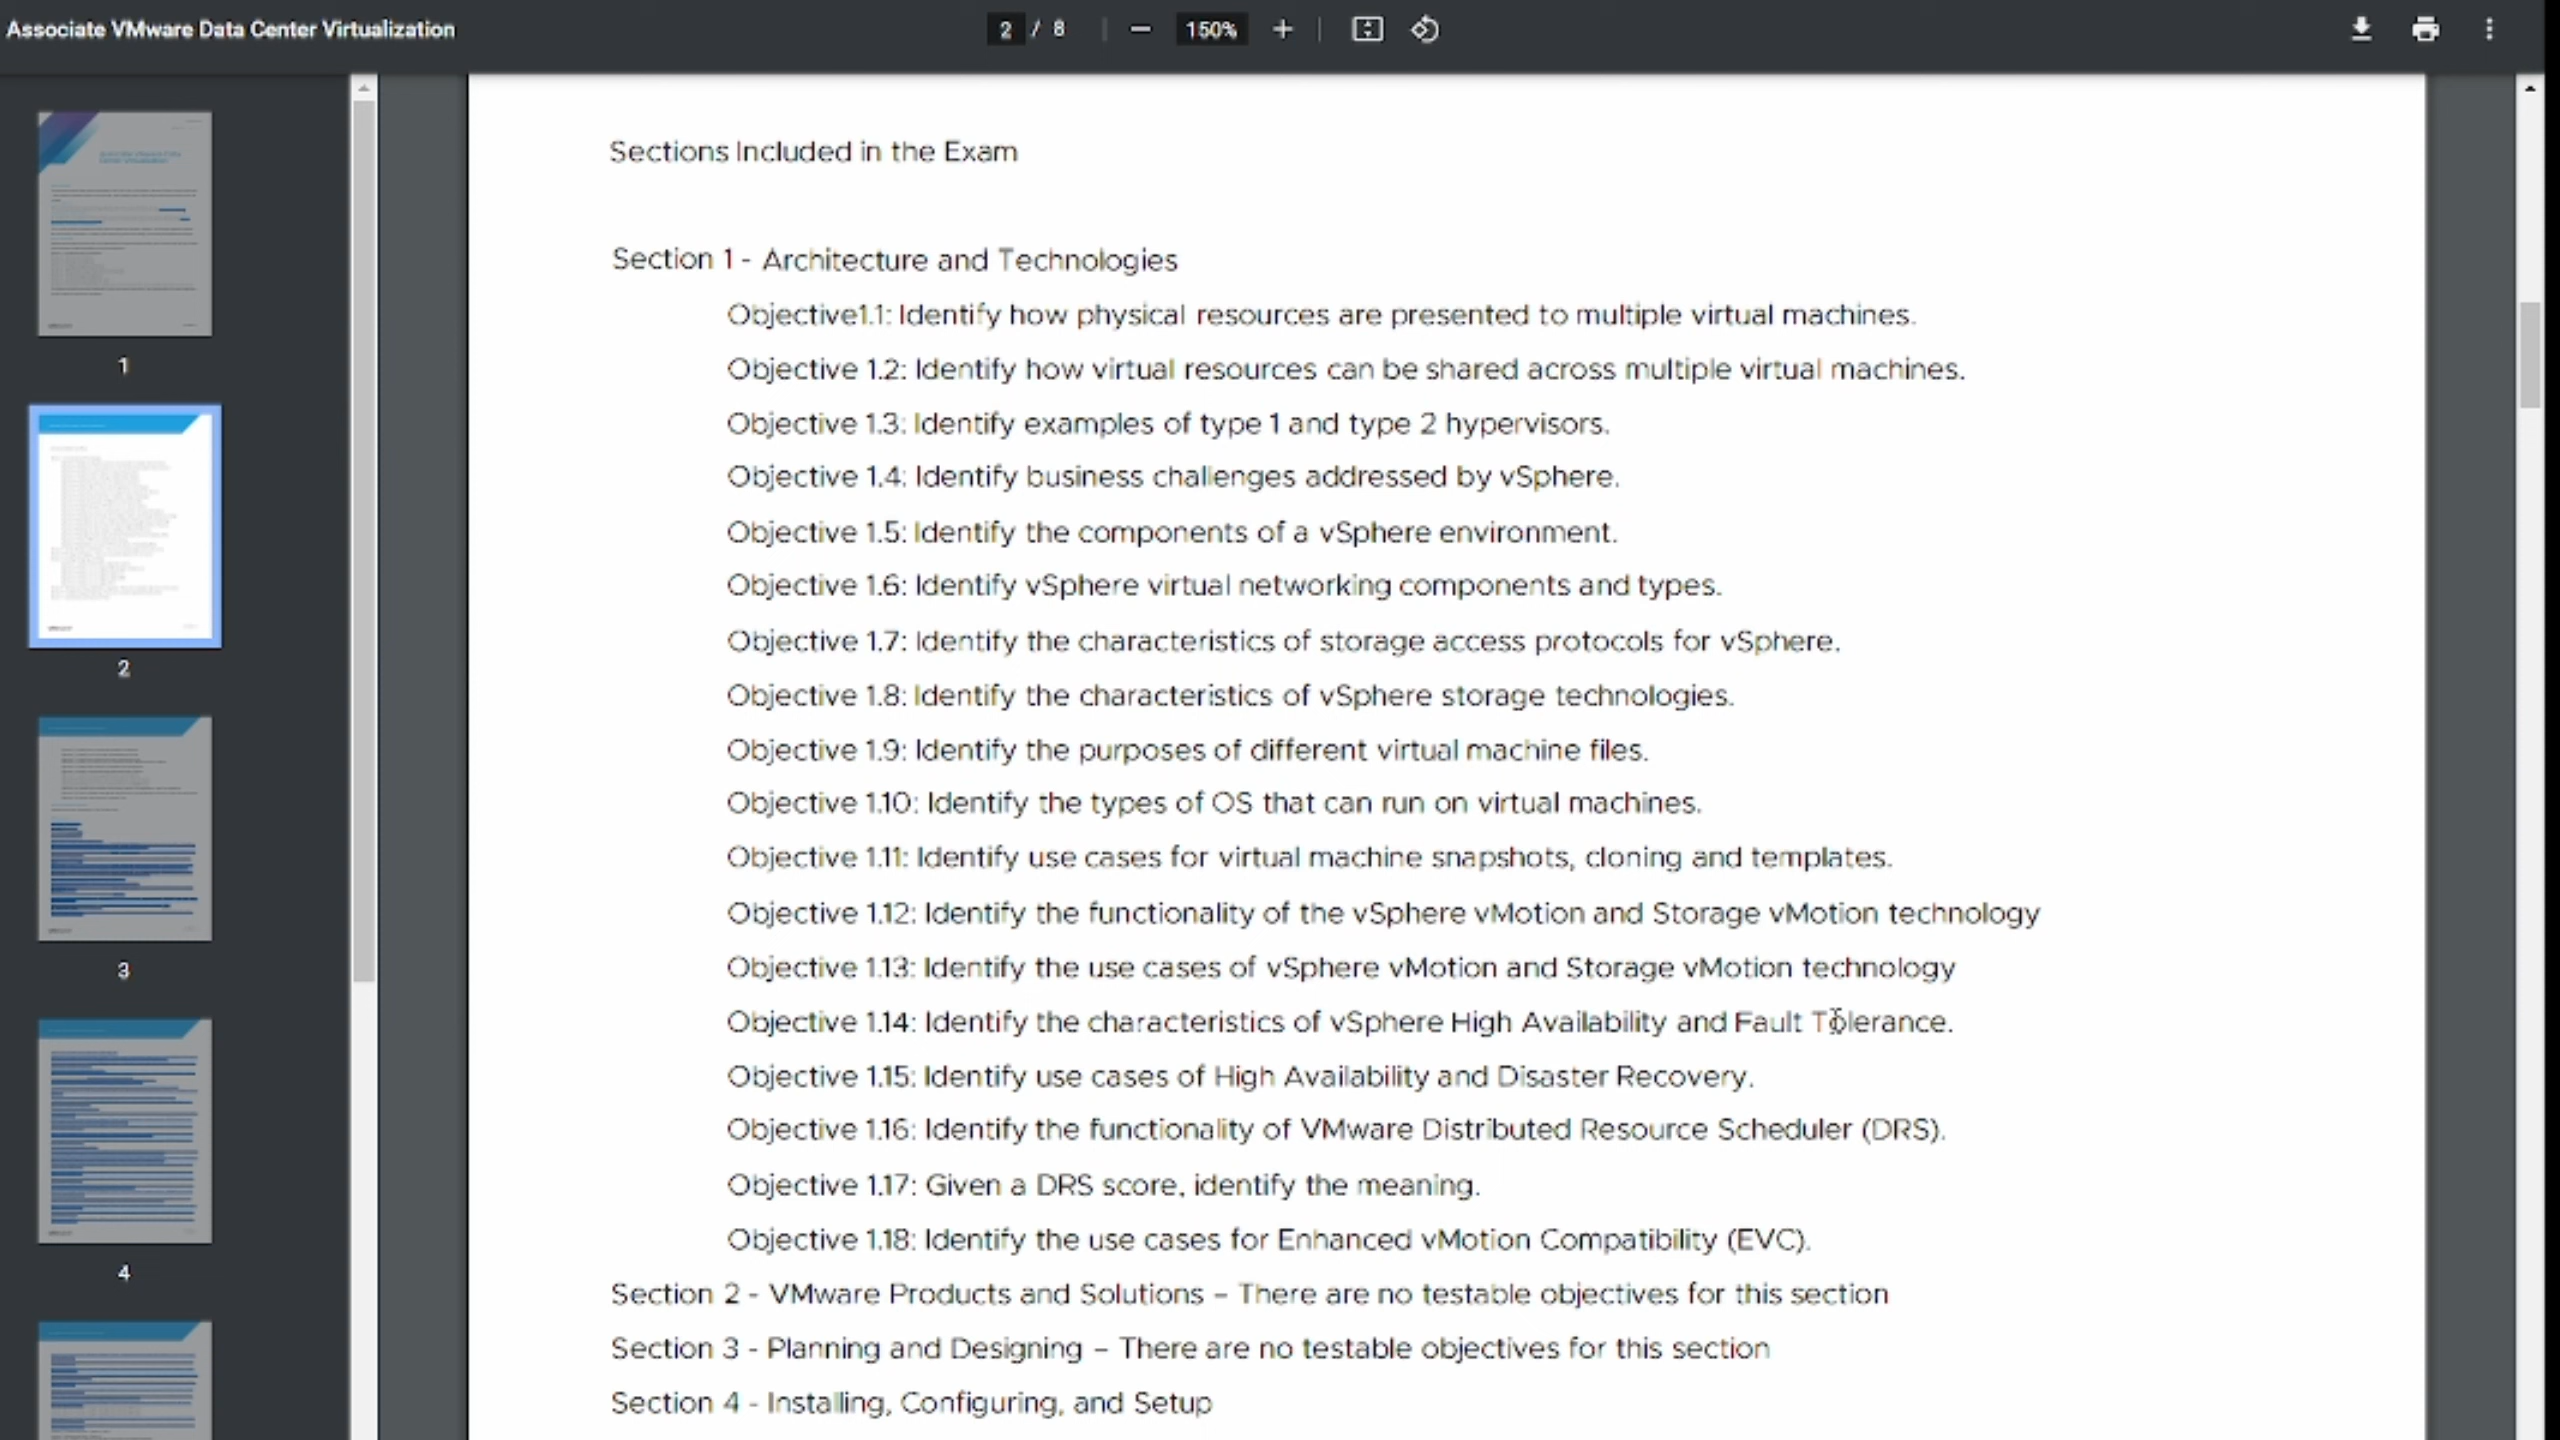 Associate VMware Data Center Virtualization
2 / 8
150%
Sections Included in the Exam
Section 1 - Architecture and Technologies
Objective1.1: Identify how physical resources are presented to multiple virtual machines.
Objective 1.2: Identify how virtual resources can be shared across multiple virtual machines.
Objective 1.3: Identify examples of type 1 and type 2 hypervisors.
Objective 1.4: Identify business challenges addressed by vSphere.
Objective 1.5: Identify the components of a vSphere environment.
Objective 1.6: Identify vSphere virtual networking components and types.
Objective 1.7: Identify the characteristics of storage access protocols for vSphere.
Objective 1.8: Identify the characteristics of vSphere storage technologies.
Objective 1.9: Identify the purposes of different virtual machine files.
Objective 1.10: Identify the types of OS that can run on virtual machines.
Objective 1.11: Identify use cases for virtual machine snapshots, cloning and templates.
Objective 1.12: Identify the functionality of the vSphere vMotion and Storage vMotion technology
Objective 1.13: Identify the use cases of vSphere vMotion and Storage vMotion technology
Objective 1.14: Identify the characteristics of vSphere High Availability and Fault Tolerance.
Objective 1.15: Identify use cases of High Availability and Disaster Recovery.
Objective 1.16: Identify the functionality of VMware Distributed Resource Scheduler (DRS).
Objective 1.17: Given a DRS score, identify the meaning.
Objective 1.18: Identify the use cases for Enhanced vMotion Compatibility (EVC).
Section 2 - VMware Products and Solutions – There are no testable objectives for this section
Section 3 - Planning and Designing – There are no testable objectives for this section
Section 4 - Installing, Configuring, and Setup
1
2
3
4